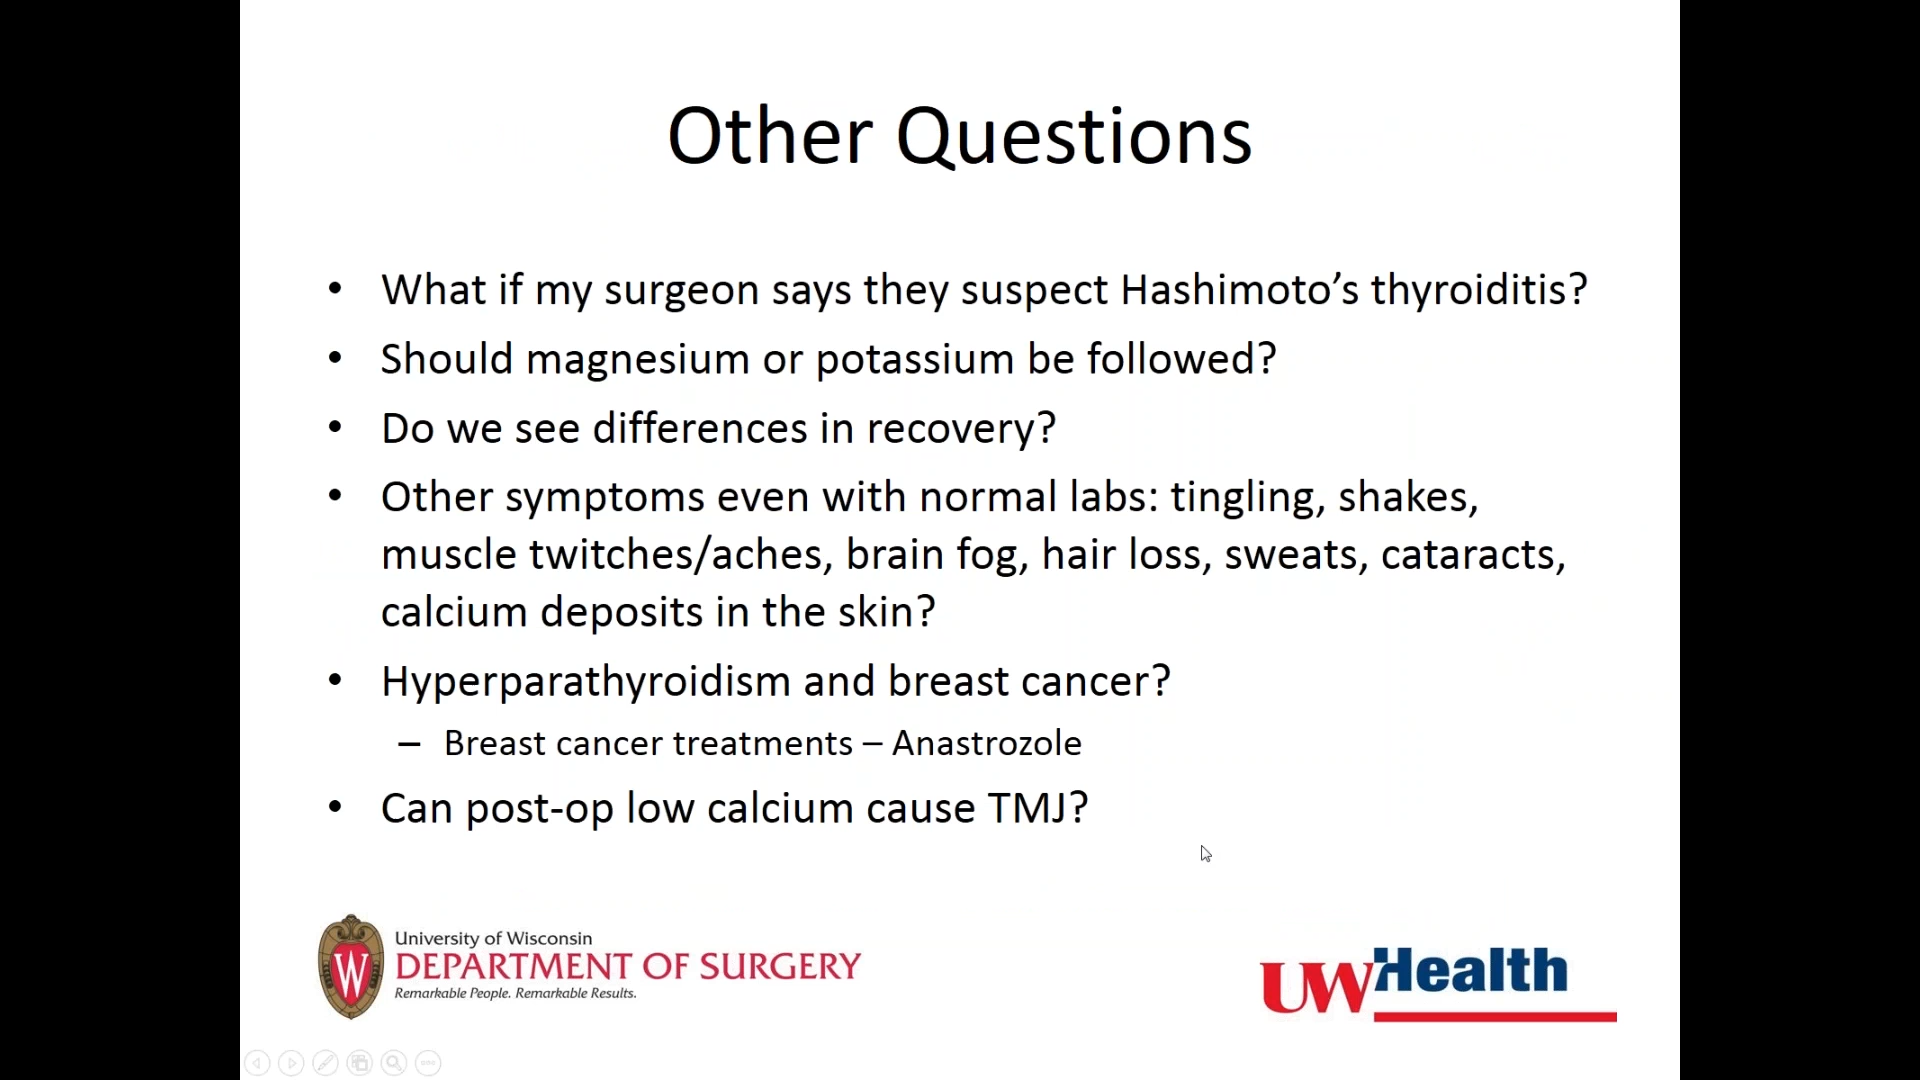 Other Questions
• What if my surgeon says they suspect Hashimoto’s thyroiditis?
• Should magnesium or potassium be followed?
• Do we see differences in recovery?
• Other symptoms even with normal labs: tingling, shakes,
muscle twitches/aches, brain fog, hair loss, sweats, cataracts,
calcium deposits in the skin?
• Hyperparathyroidism and breast cancer?
– Breast cancer treatments – Anastrozole
• Can post-op low calcium cause TMJ?
W
University of Wisconsin
DEPARTMENT OF SURGERY
Remarkable People. Remarkable Results.
UWHealth